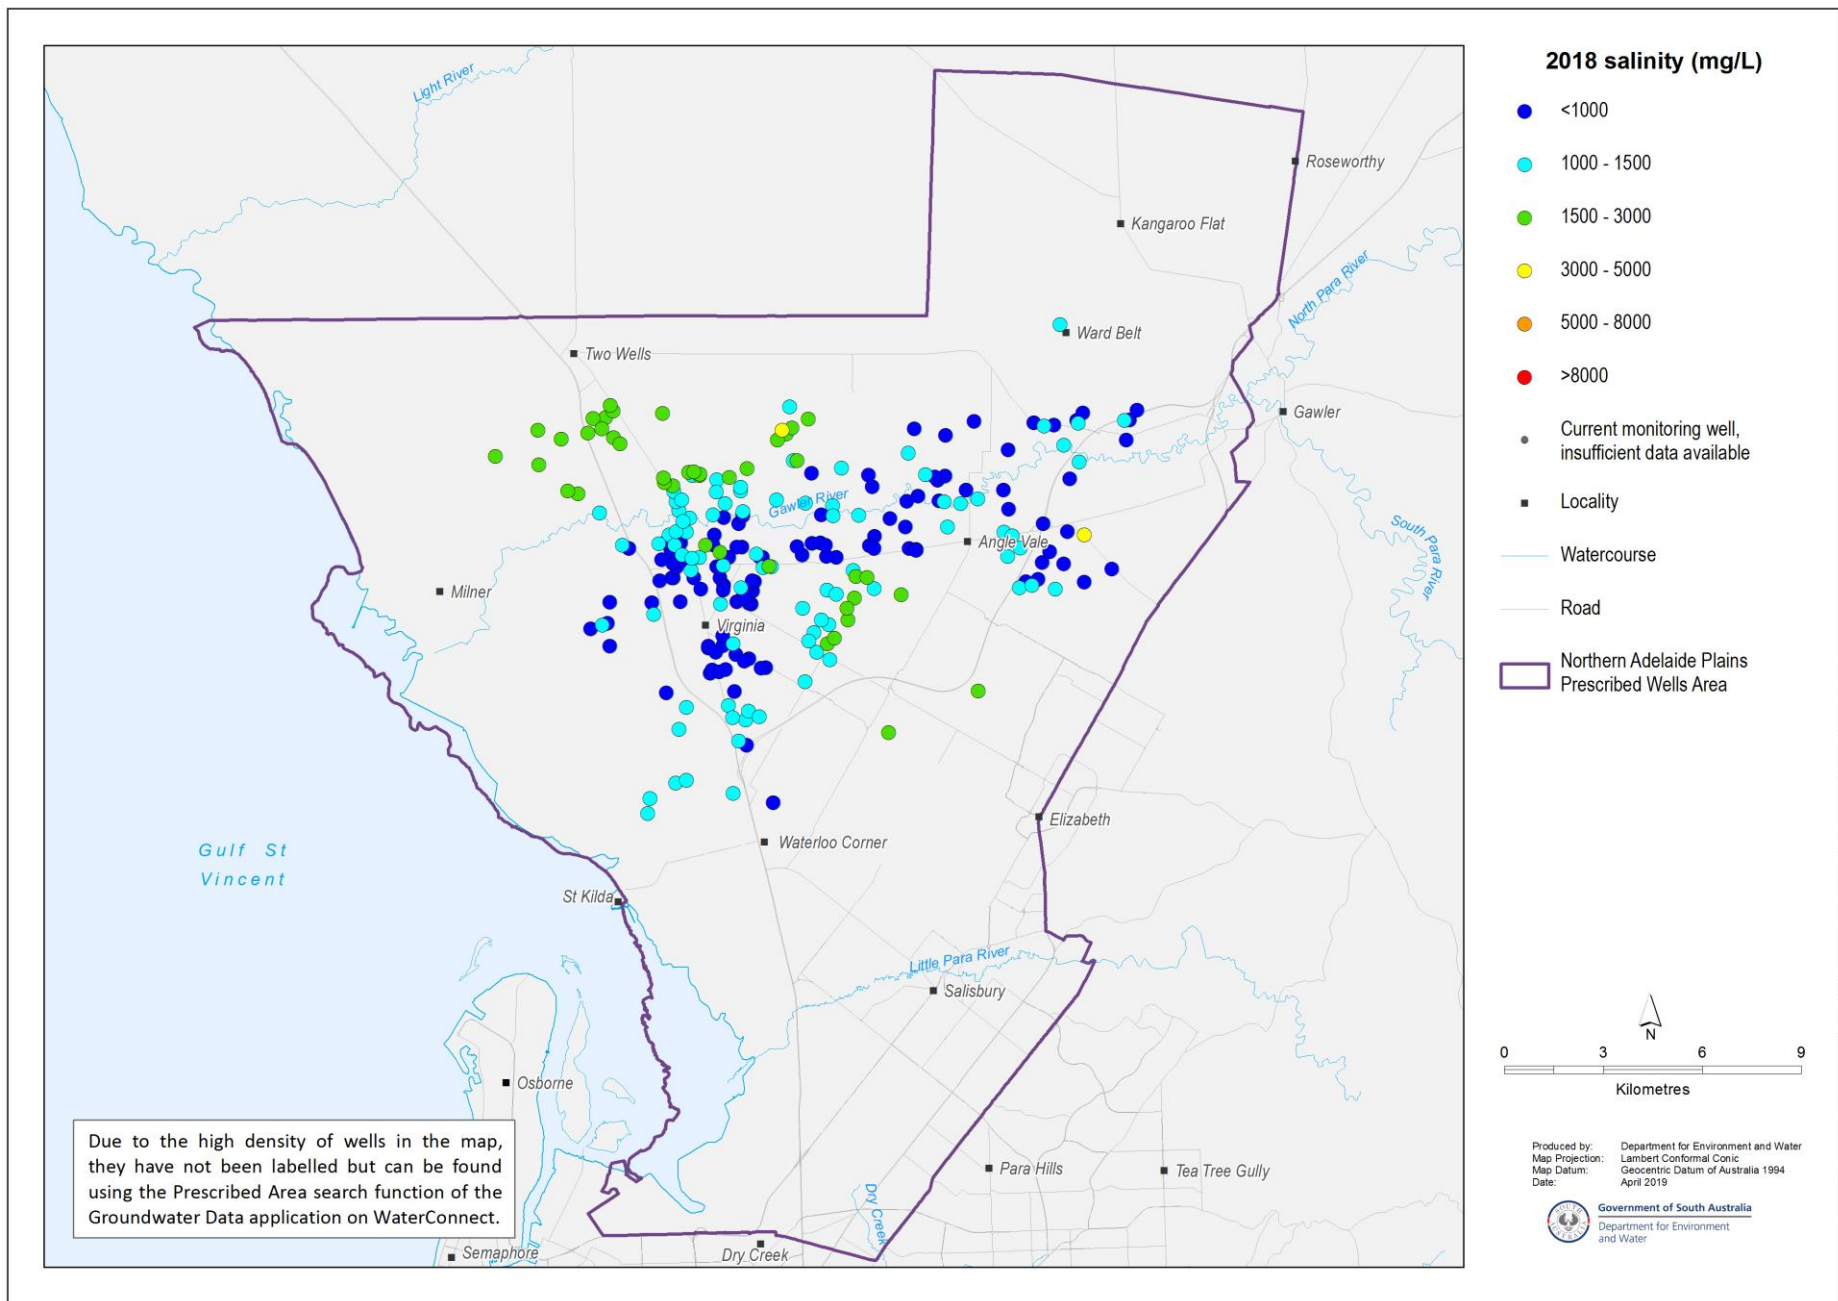 Light River
Roseworthy
Kangaroo Flat
North Para River
Ward Belt
Two Wells
Gawler
Gawler River
South Para River
Angle Vale
Milner
Virginia
Elizabeth
Waterloo Corner
Gulf St
Vincent
St Kilda
Little Para River
Salisbury
Osborne
Para Hills
Tea Tree Gully
Dry Creek
Semaphore
Dry Creek
Due to the high density of wells in the map,
they have not been labelled but can be found
using the Prescribed Area search function of the
Groundwater Data application on WaterConnect.
2018 salinity (mg/L)
<1000
1000 - 1500
1500 - 3000
3000 - 5000
5000 - 8000
>8000
Current monitoring well,
insufficient data available
Locality
Watercourse
Road
Northern Adelaide Plains
Prescribed Wells Area
N
0 3 6 9
Kilometres
Produced by: Department for Environment and Water
Map Projection: Lambert Conformal Conic
Map Datum: Geocentric Datum of Australia 1994
Date: April 2019
SOUTH AUSTRALIA
Government of South Australia
Department for Environment
and Water